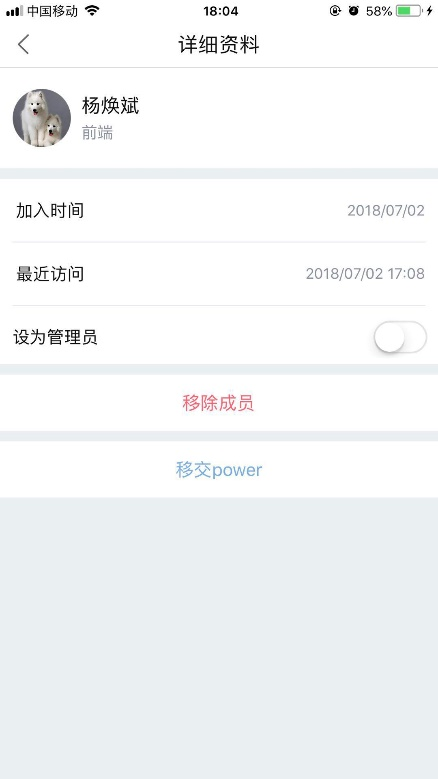 中国移动 18:04 58%
详细资料
杨焕斌
前端
加入时间 2018/07/02
最近访问 2018/07/02 17:08
设为管理员
移除成员
移交power